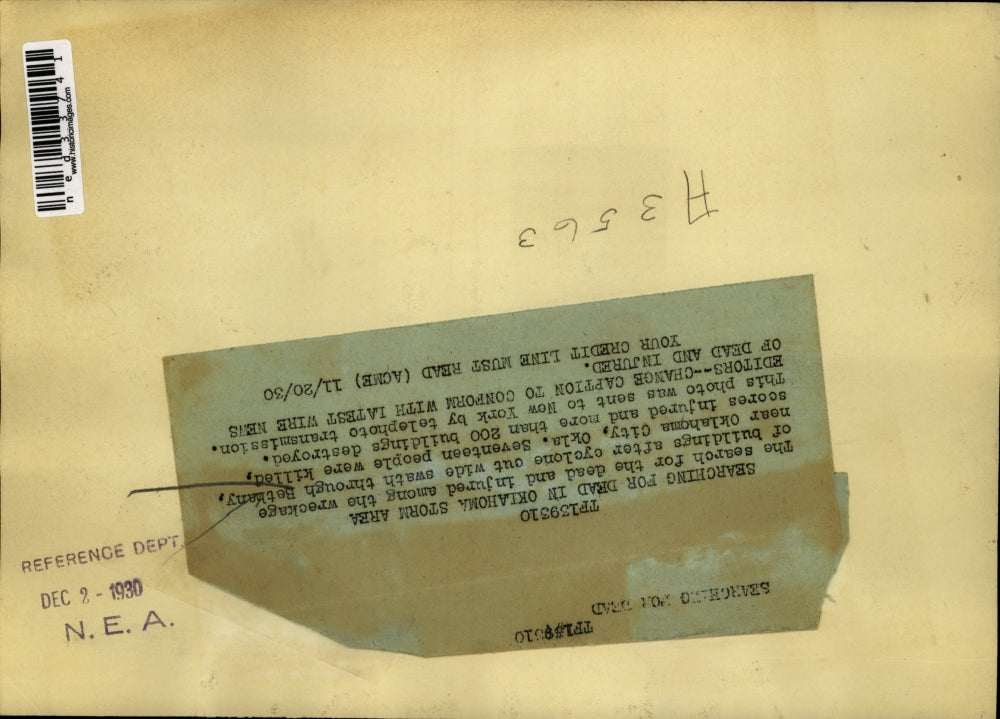 ned33741
www.historicimages.com
A3563
TP1#9310
SEARCHING FOR DEAD
TP139310
SEARCHING FOR DEAD IN OKLAHOMA STORM AREA
The search for the dead and injured among the wreckage
of buildings after cyclone cut wide swath through Bethany,
near Oklahoma City, Okla. Seventeen people were killed,
scores injured and more than 200 buildings destroyed.
This photo was sent to New York by telephoto transmission.
EDITORS--CHANGE CAPTION TO CONFORM WITH LATEST WIRE NEWS
OF DEAD AND INJURED.
YOUR CREDIT LINE MUST READ (ACME) 11/20/30
REFERENCE DEPT.
DEC 2 - 1930
N. E. A.